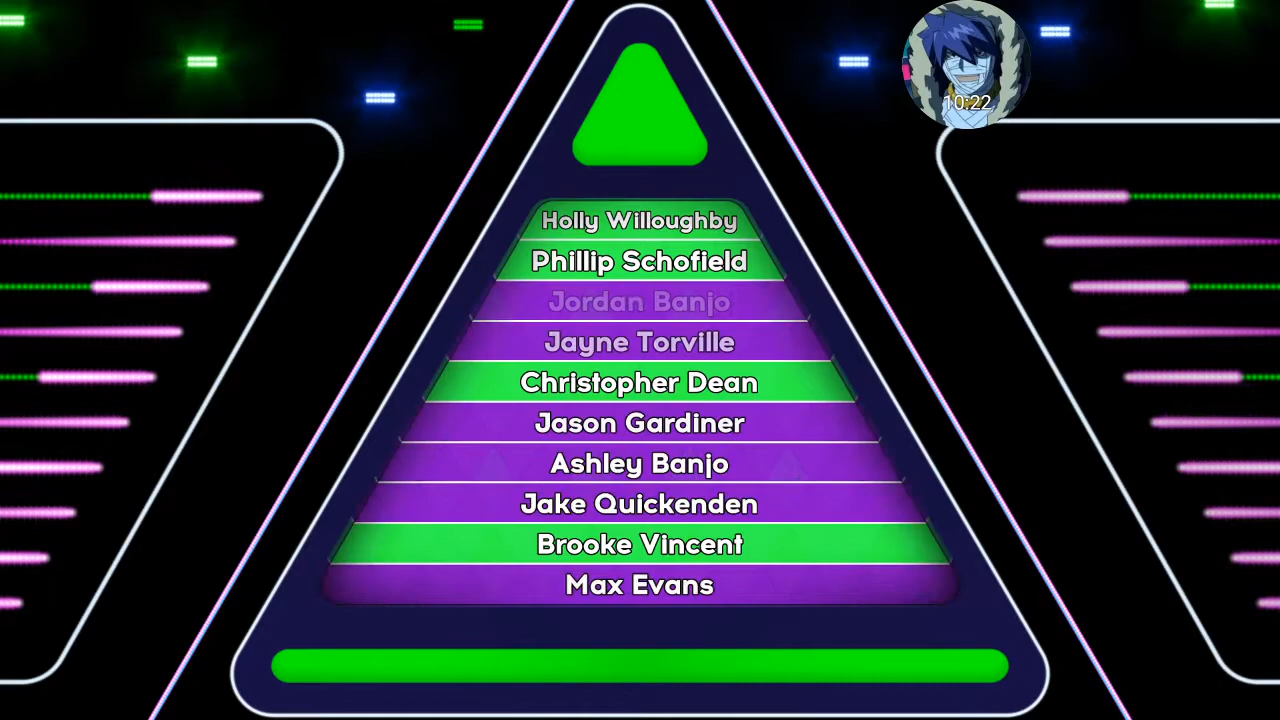 10:22
Holly Willoughby
Phillip Schofield
Jordan Banjo
Jayne Torville
Christopher Dean
Jason Gardiner
Ashley Banjo
Jake Quickenden
Brooke Vincent
Max Evans